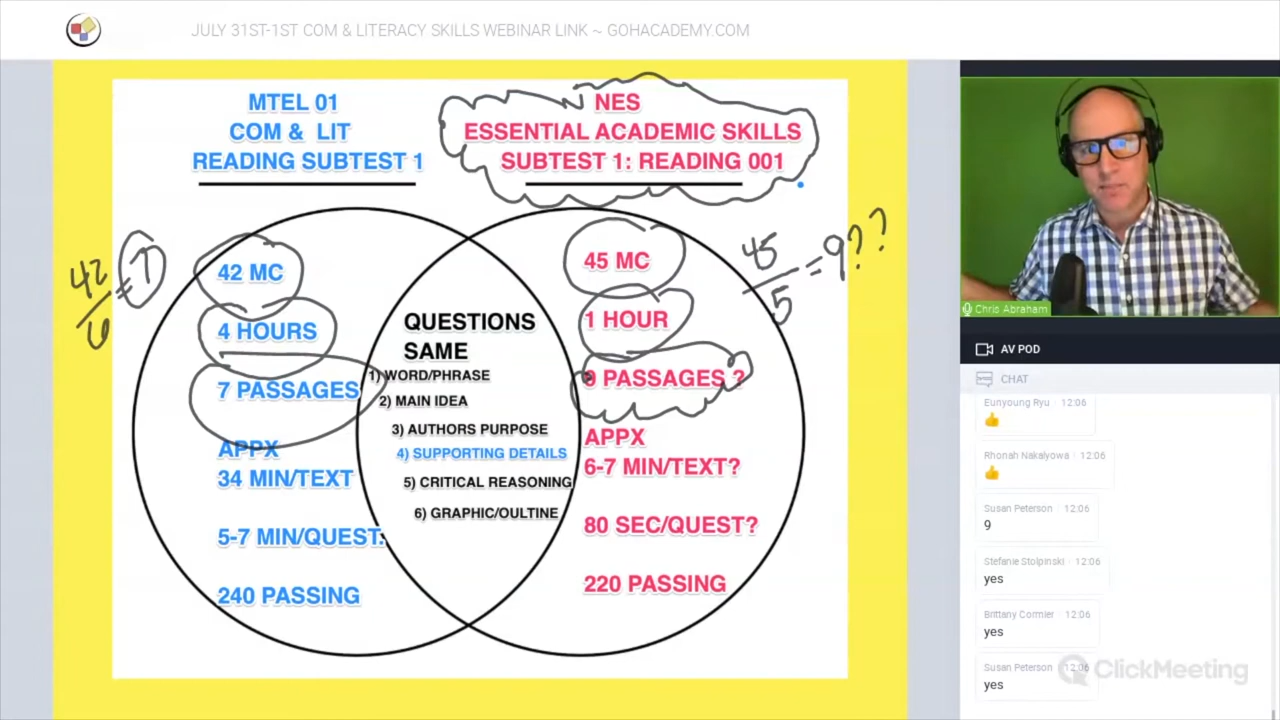 JULY 31ST-1ST COM & LITERACY SKILLS WEBINAR LINK ~ GOHACADEMY.COM
MTEL 01
COM & LIT
READING SUBTEST 1
NES
ESSENTIAL ACADEMIC SKILLS
SUBTEST 1: READING 001
42
6
=7
42 MC
4 HOURS
7 PASSAGES
APPX
34 MIN/TEXT
5-7 MIN/QUEST.
240 PASSING
QUESTIONS
SAME
1) WORD/PHRASE
2) MAIN IDEA
3) AUTHORS PURPOSE
4) SUPPORTING DETAILS
5) CRITICAL REASONING
6) GRAPHIC/OULTINE
45 MC
1 HOUR
9 PASSAGES ?
APPX
6-7 MIN/TEXT?
80 SEC/QUEST?
220 PASSING
45
5
=9??
Chris Abraham
AV POD
CHAT
Eunyoung Ryu 12:06
👍
Rhonah Nakalyowa 12:06
👍
Susan Peterson 12:06
9
Stefanie Stolpinski 12:06
yes
Brittany Cormier 12:06
yes
Susan Peterson 12:06
yes
ClickMeeting